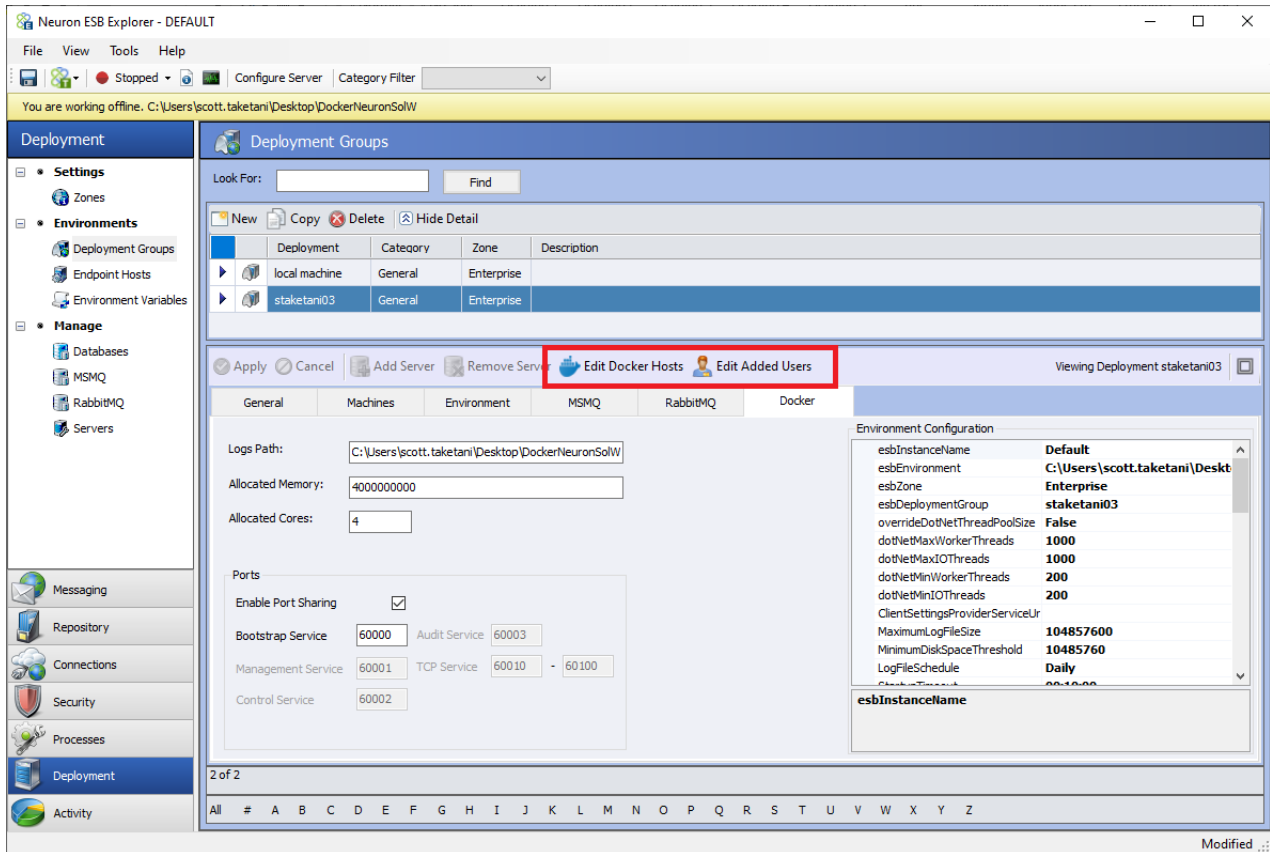 Neuron ESB Explorer - DEFAULT
File View Tools Help
Stopped Configure Server Category Filter
You are working offline. C:\Users\scott.taketani\Desktop\DockerNeuronSolW
Deployment
Settings
Zones
Environments
Deployment Groups
Endpoint Hosts
Environment Variables
Manage
Databases
MSMQ
RabbitMQ
Servers
Messaging
Repository
Connections
Security
Processes
Deployment
Activity
Deployment Groups
Look For: Find
New Copy Delete Hide Detail
Deployment Category Zone Description
local machine General Enterprise
staketani03 General Enterprise
Apply Cancel Add Server Remove Server Edit Docker Hosts Edit Added Users Viewing Deployment staketani03
General Machines Environment MSMQ RabbitMQ Docker
Logs Path: C:\Users\scott.taketani\Desktop\DockerNeuronSolW
Allocated Memory: 4000000000
Allocated Cores: 4
Ports
Enable Port Sharing
Bootstrap Service 60000 Audit Service 60003
Management Service 60001 TCP Service 60010 - 60100
Control Service 60002
Environment Configuration
esbInstanceName Default
esbEnvironment C:\Users\scott.taketani\Deskt
esbZone Enterprise
esbDeploymentGroup staketani03
overrideDotNetThreadPoolSize False
dotNetMaxWorkerThreads 1000
dotNetMaxIOThreads 1000
dotNetMinWorkerThreads 200
dotNetMinIOThreads 200
ClientSettingsProviderServiceUr
MaximumLogFileSize 104857600
MinimumDiskSpaceThreshold 10485760
LogFileSchedule Daily
StartupTimeout 00:10:00
esbInstanceName
2 of 2
All # A B C D E F G H I J K L M N O P Q R S T U V W X Y Z
Modified